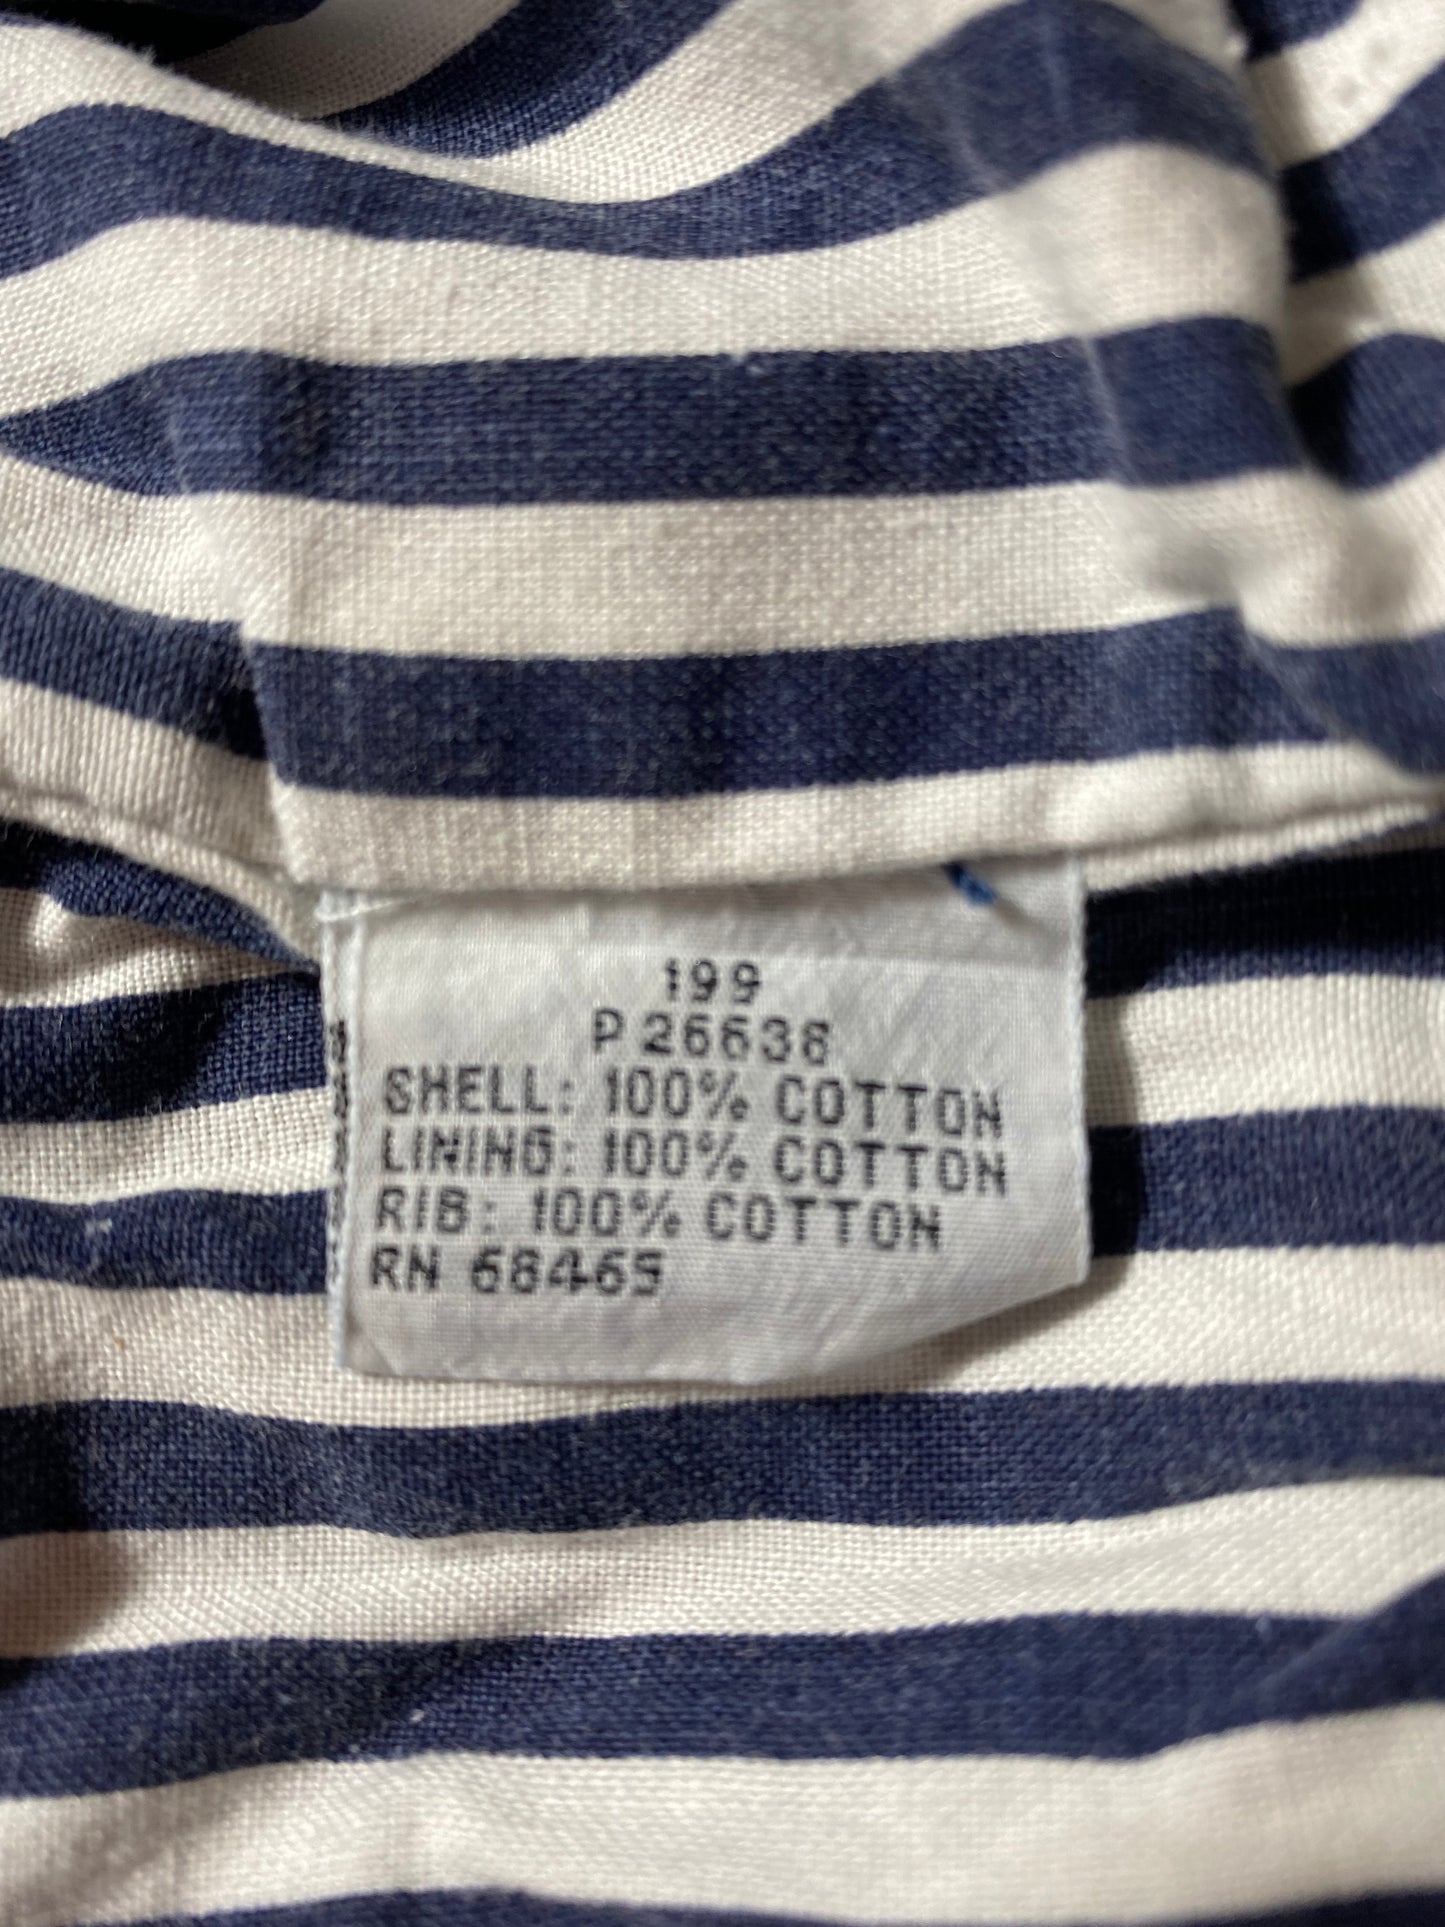 199
P 26636
SHELL: 100% COTTON
LINING: 100% COTTON
RIB: 100% COTTON
RN 68465